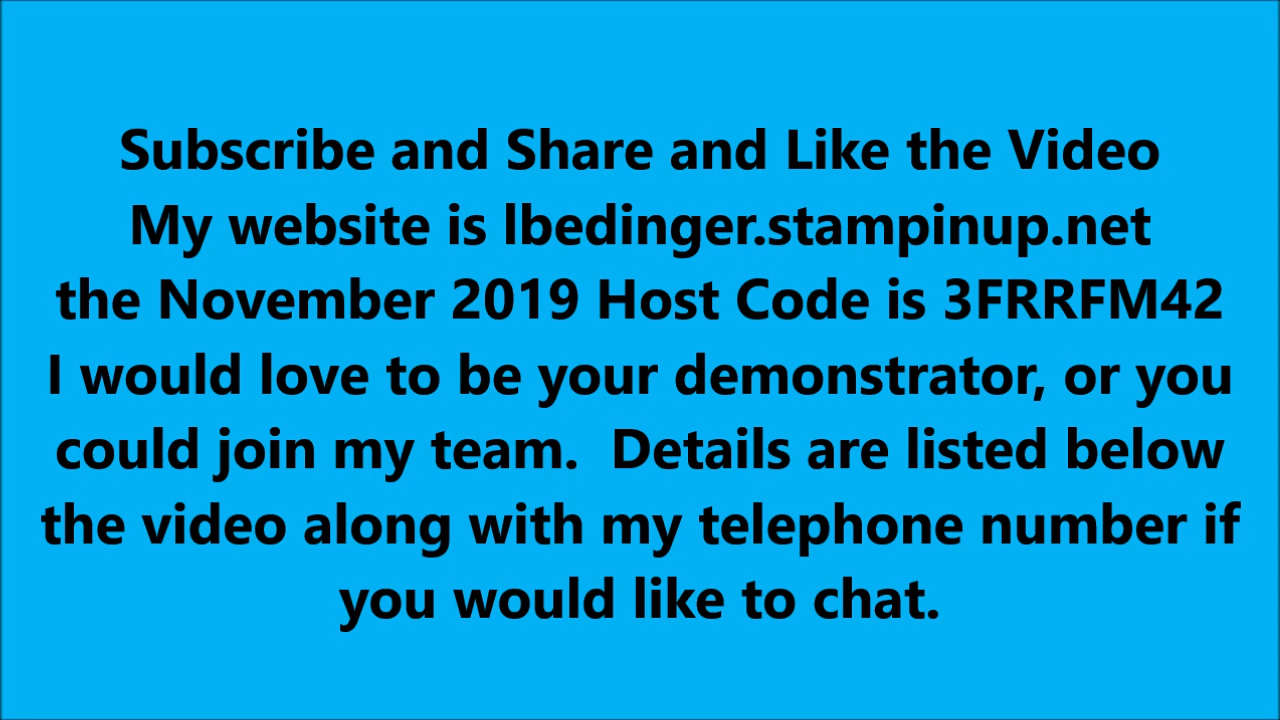 Subscribe and Share and Like the Video
My website is lbedinger.stampinup.net
the November 2019 Host Code is 3FRRFM42
I would love to be your demonstrator, or you
could join my team.  Details are listed below
the video along with my telephone number if
you would like to chat.